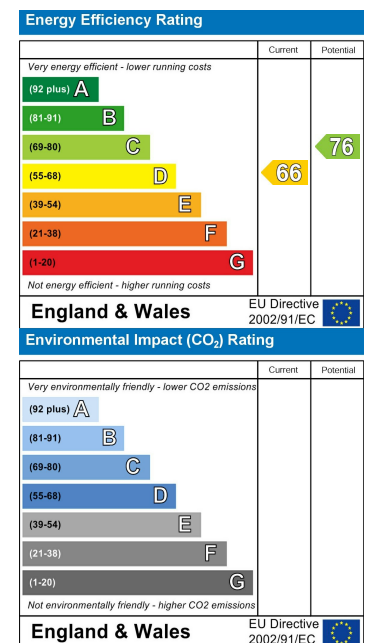 Energy Efficiency Rating
Current Potential
Very energy efficient - lower running costs
(92 plus) A
(81-91) B
(69-80) C 76
(55-68) D 66
(39-54) E
(21-38) F
(1-20) G
Not energy efficient - higher running costs
England & Wales EU Directive 2002/91/EC
Environmental Impact (CO2) Rating
Current Potential
Very environmentally friendly - lower CO2 emissions
(92 plus) A
(81-91) B
(69-80) C
(55-68) D
(39-54) E
(21-38) F
(1-20) G
Not environmentally friendly - higher CO2 emissions
England & Wales EU Directive 2002/91/EC